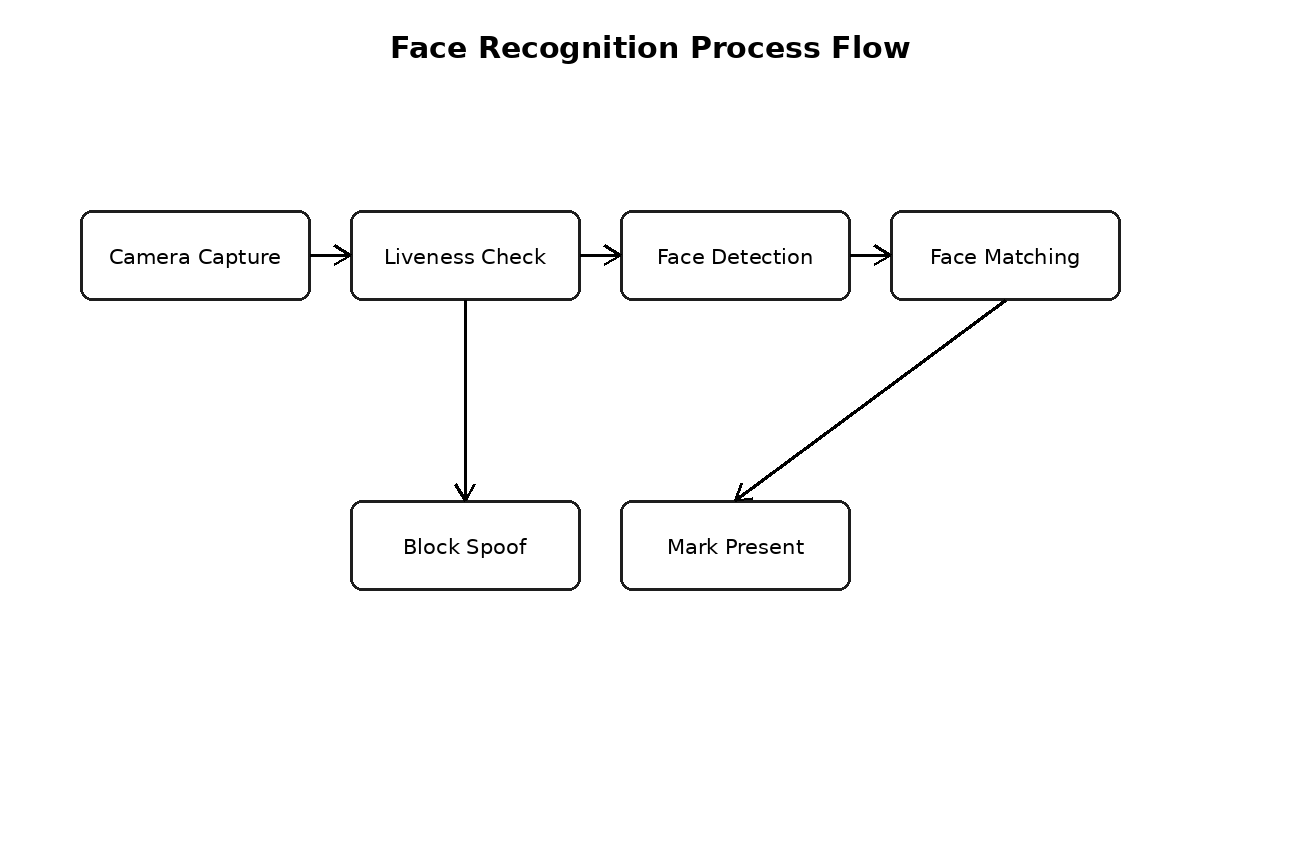 Face Recognition Process Flow
Camera Capture
Liveness Check
Face Detection
Face Matching
Block Spoof
Mark Present